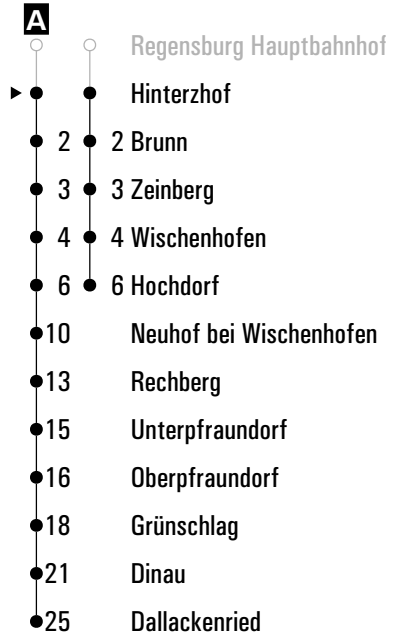 A
Regensburg Hauptbahnhof
Hinterzhof
2 2 Brunn
3 3 Zeinberg
4 4 Wischenhofen
6 6 Hochdorf
10 Neuhof bei Wischenhofen
13 Rechberg
15 Unterpfraundorf
16 Oberpfraundorf
18 Grünschlag
21 Dinau
25 Dallackenried